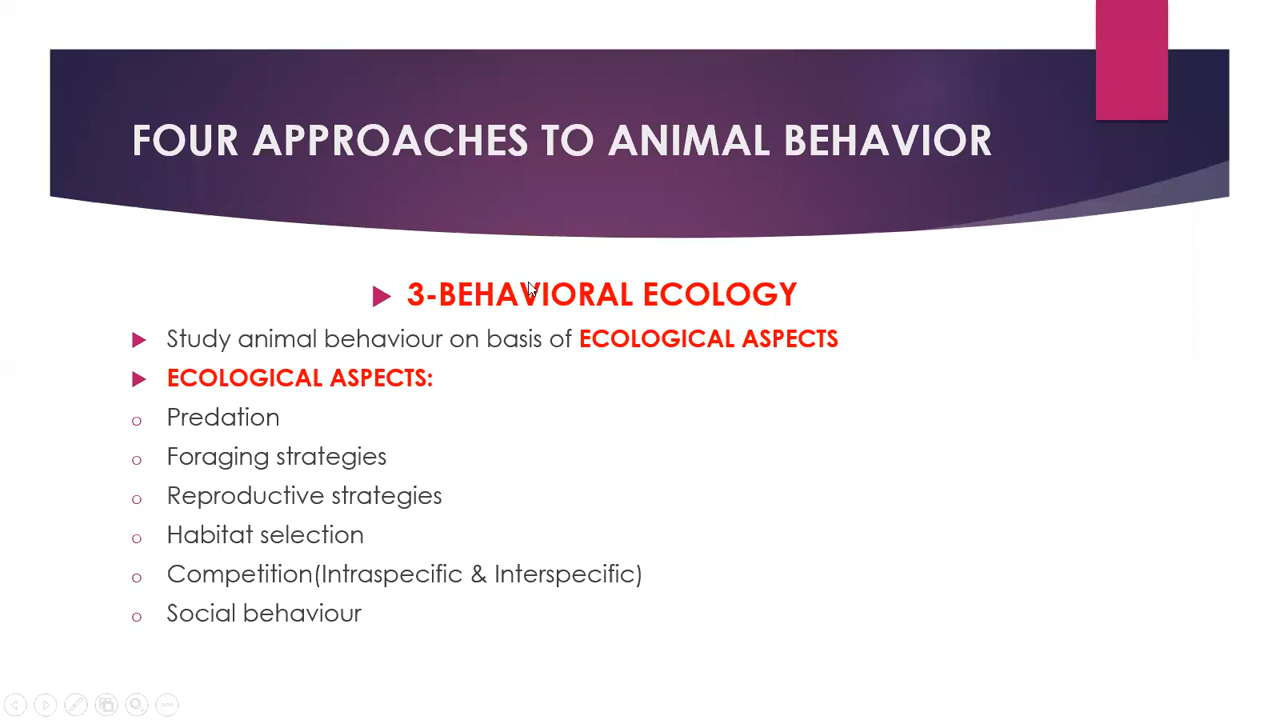 FOUR APPROACHES TO ANIMAL BEHAVIOR
3-BEHAVIORAL ECOLOGY
Study animal behaviour on basis of ECOLOGICAL ASPECTS
ECOLOGICAL ASPECTS:
Predation
Foraging strategies
Reproductive strategies
Habitat selection
Competition(Intraspecific & Interspecific)
Social behaviour